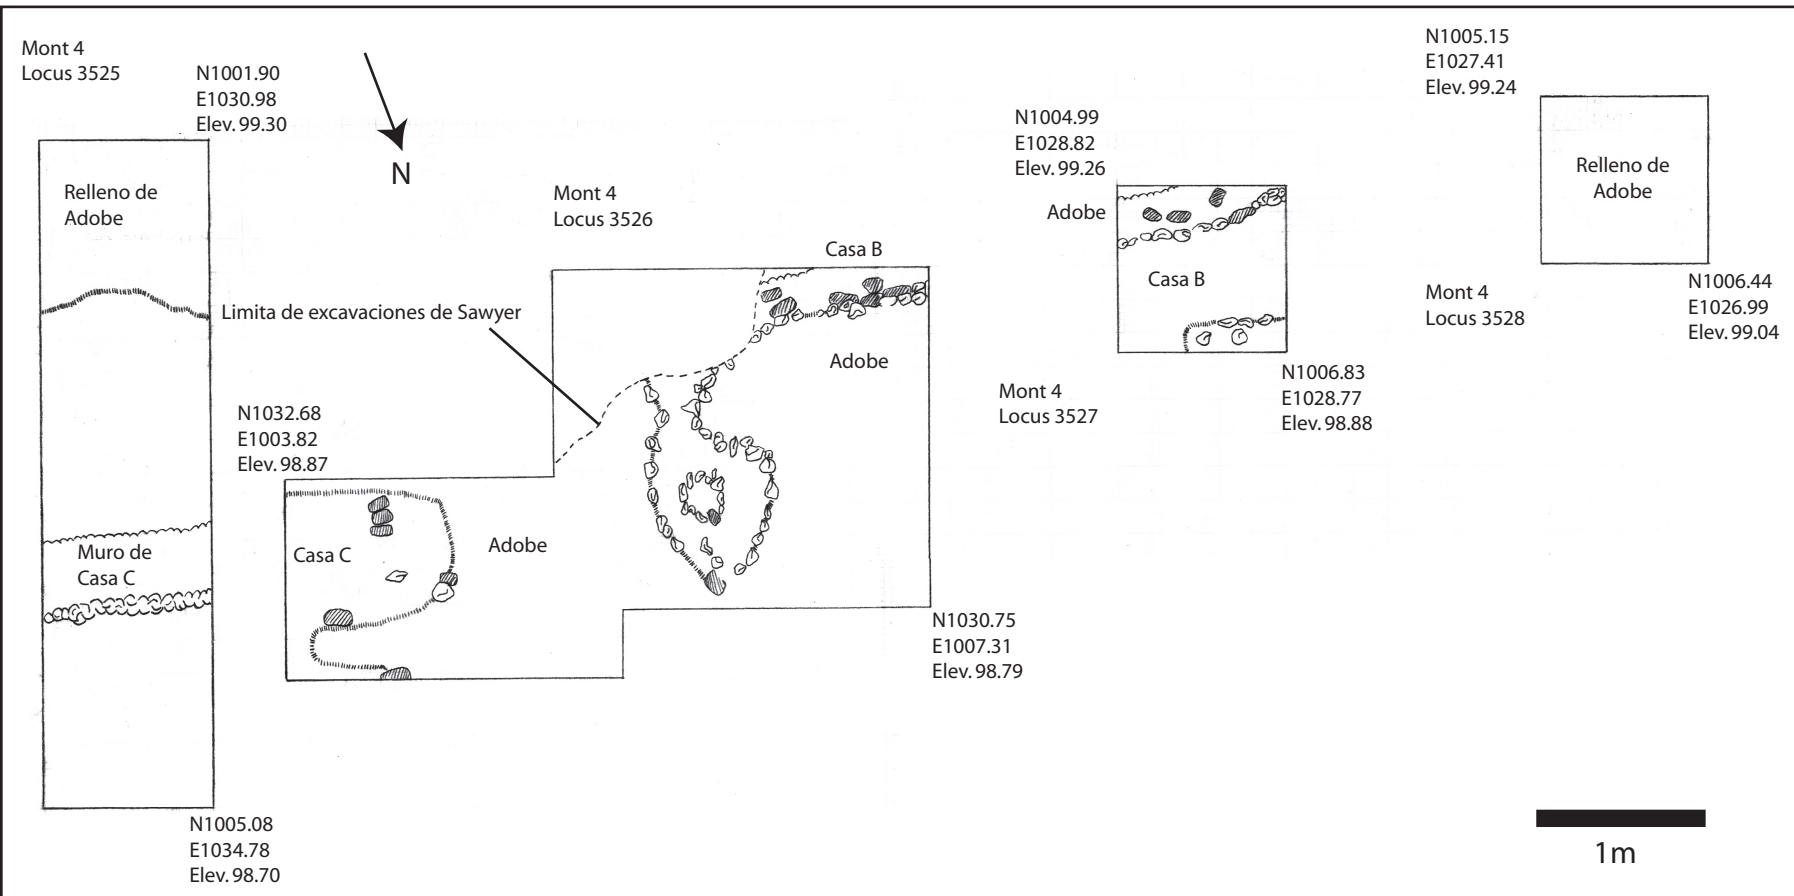 Mont 4
Locus 3525
N1001.90
E1030.98
Elev. 99.30
Relleno de
Adobe
Muro de
Casa C
N1005.08
E1034.78
Elev. 98.70
N
Mont 4
Locus 3526
Limita de excavaciones de Sawyer
N1032.68
E1003.82
Elev. 98.87
Casa B
Adobe
Casa C
Adobe
N1030.75
E1007.31
Elev. 98.79
N1004.99
E1028.82
Elev. 99.26
Adobe
Casa B
Mont 4
Locus 3527
N1006.83
E1028.77
Elev. 98.88
N1005.15
E1027.41
Elev. 99.24
Relleno de
Adobe
Mont 4
Locus 3528
N1006.44
E1026.99
Elev. 99.04
1m